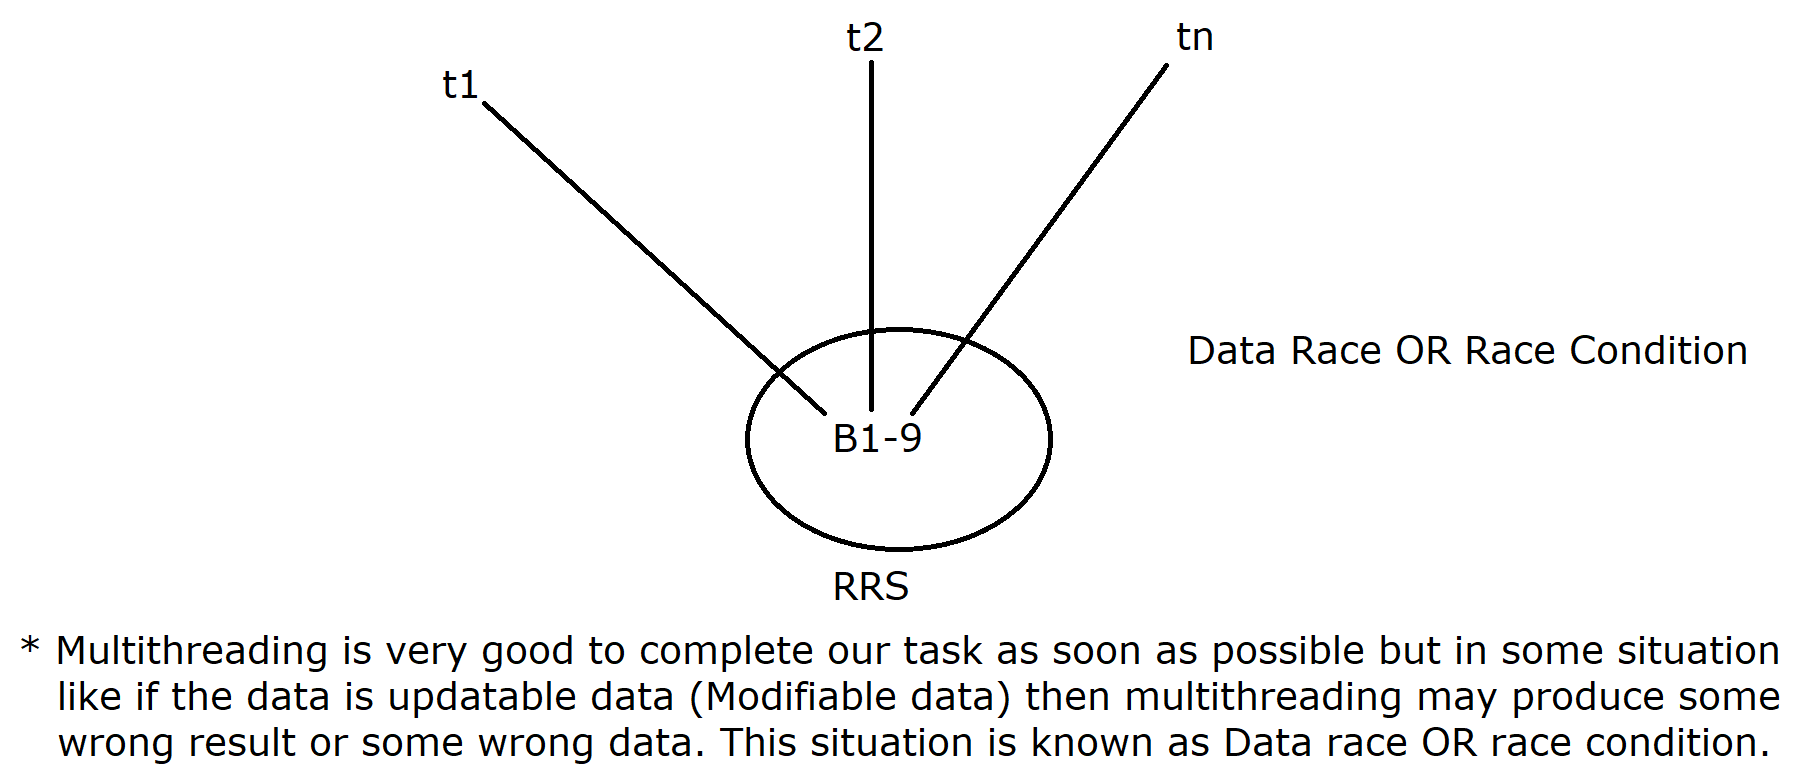 t1
t2
tn
Data Race OR Race Condition
B1-9
RRS
* Multithreading is very good to complete our task as soon as possible but in some situation
like if the data is updatable data (Modifiable data) then multithreading may produce some
wrong result or some wrong data. This situation is known as Data race OR race condition.